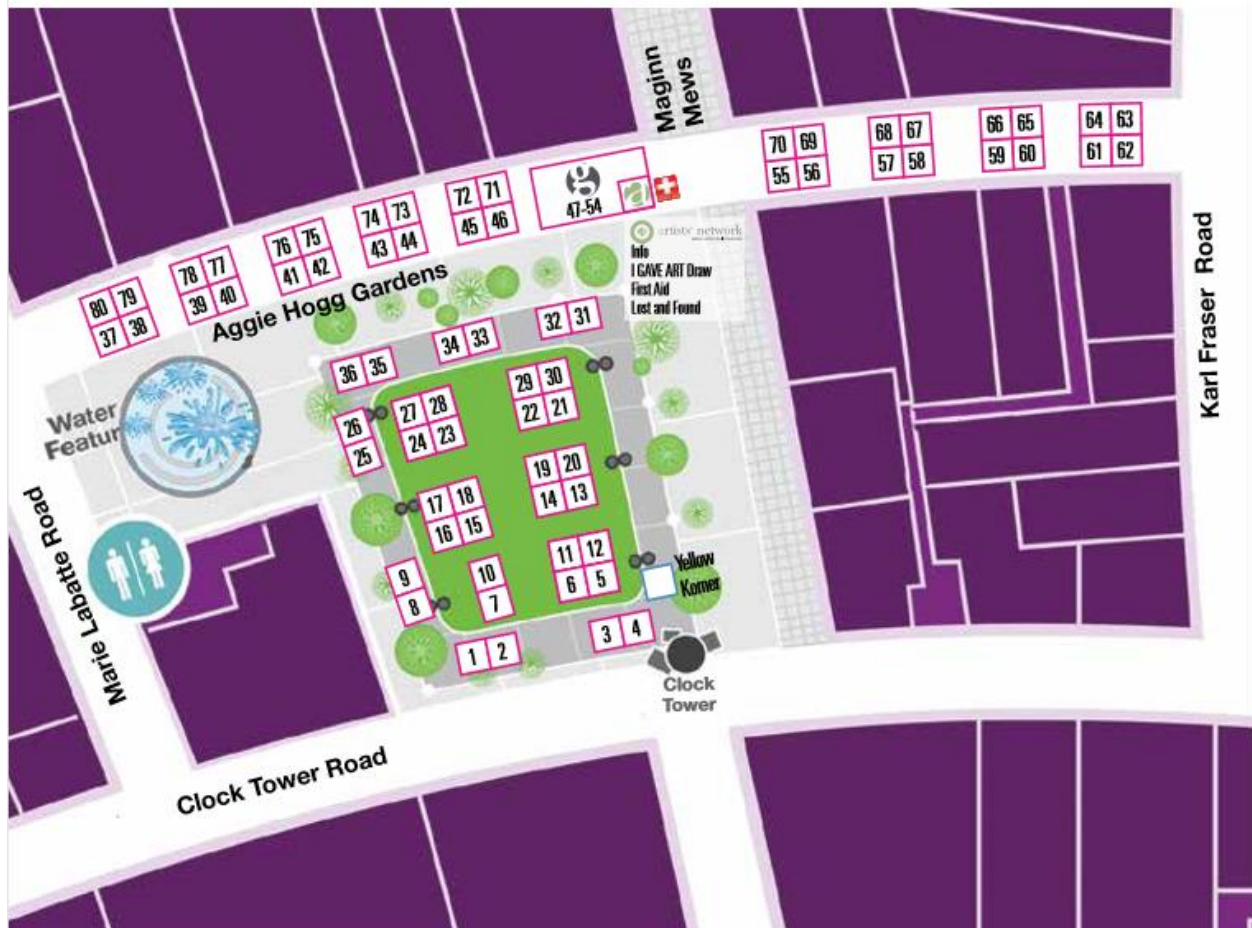 Maginn
Mews
70 69
55 56
68 67
57 58
66 65
59 60
64 63
61 62
g
47-54
a
72 71
45 46
74 73
43 44
76 75
41 42
78 77
39 40
80 79
37 38
Aggie Hogg Gardens
artists' network
Info
I GAVE ART Draw
First Aid
Lost and Found
Karl Fraser Road
32 31
34 33
36 35
29 30
22 21
27 28
24 23
26
25
Water
Featur
19 20
14 13
17 18
16 15
11 12
6 5
10
7
9
8
Yellow
Korner
3 4
1 2
Clock
Tower
Marie Labatte Road
Clock Tower Road